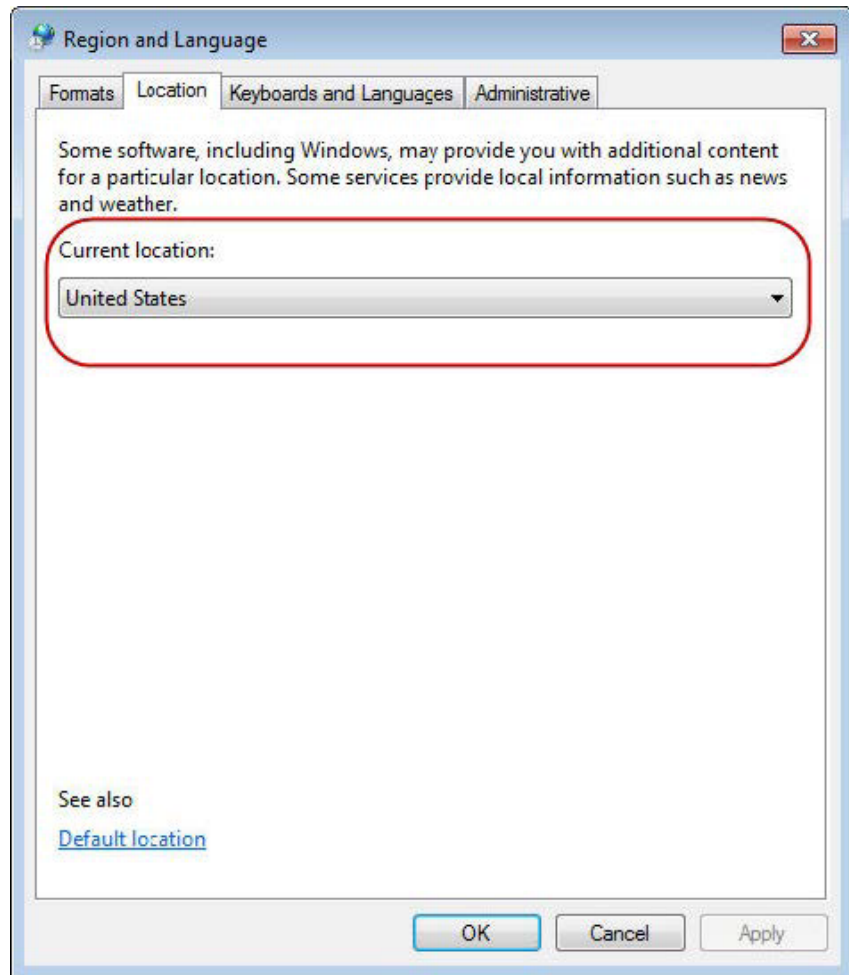 Region and Language
Formats Location Keyboards and Languages Administrative
Some software, including Windows, may provide you with additional content
for a particular location. Some services provide local information such as news
and weather.
Current location:
United States
See also
Default location
OK Cancel Apply